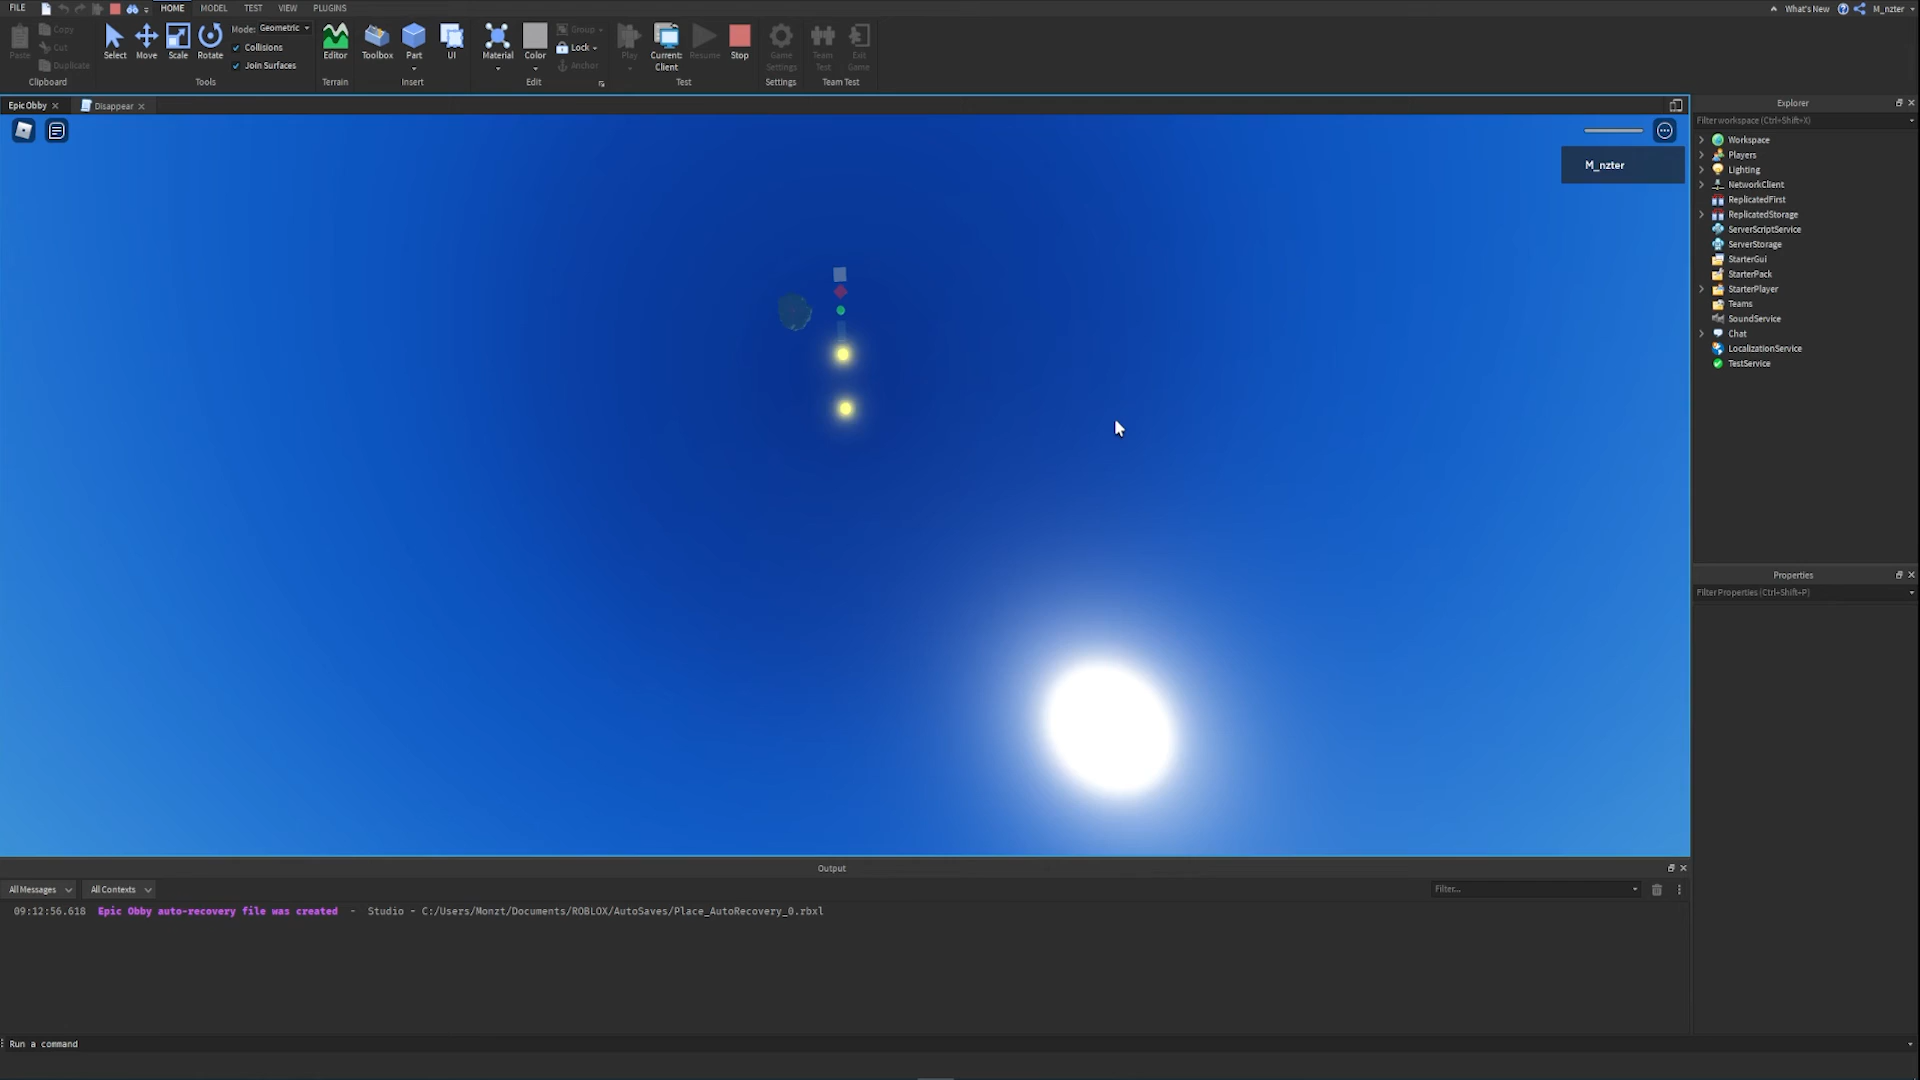 FILE HOME MODEL TEST VIEW PLUGINS What's New M_nzter
Paste Copy Cut Duplicate Select Move Scale Rotate Mode: Geometric Collisions Join Surfaces Editor Toolbox Part UI Material Color Group Lock Anchor Play Current: Client Resume Stop Game Settings Team Test Exit Game
Clipboard Tools Terrain Insert Edit Test Settings Team Test
Epic Obby Disappear
M_nzter
Explorer
Filter workspace (Ctrl+Shift+X)
Workspace
Players
Lighting
NetworkClient
ReplicatedFirst
ReplicatedStorage
ServerScriptService
ServerStorage
StarterGui
StarterPack
StarterPlayer
Teams
SoundService
Chat
LocalizationService
TestService
Properties
Filter Properties (Ctrl+Shift+P)
Output
All Messages All Contexts Filter...
09:12:56.618 Epic Obby auto-recovery file was created - Studio - C:/Users/Monzt/Documents/ROBLOX/AutoSaves/Place_AutoRecovery_0.rbxl
Run a command